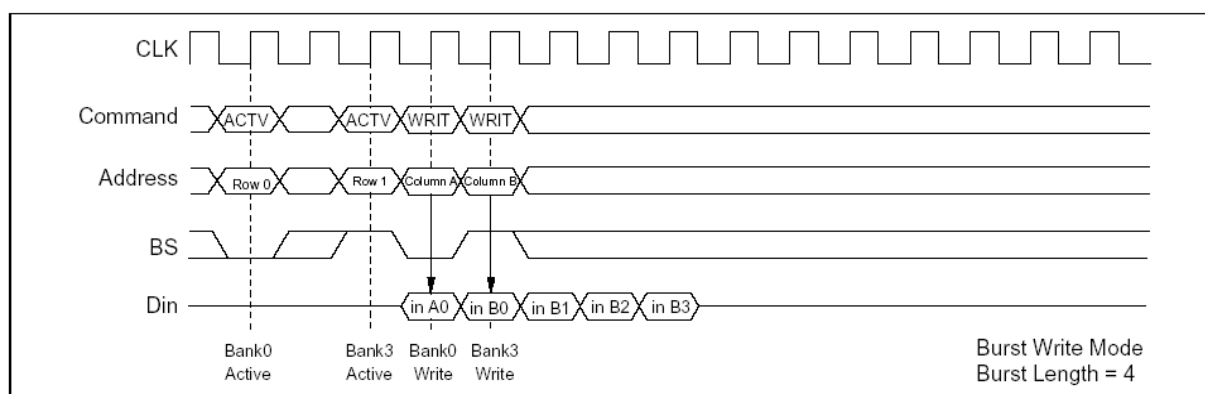 CLK
Command ACTV ACTV WRIT WRIT
Address Row 0 Row 1 Column A Column B
BS
Din in A0 in B0 in B1 in B2 in B3
Bank0 Bank3 Bank0 Bank3
Active Active Write Write
Burst Write Mode
Burst Length = 4